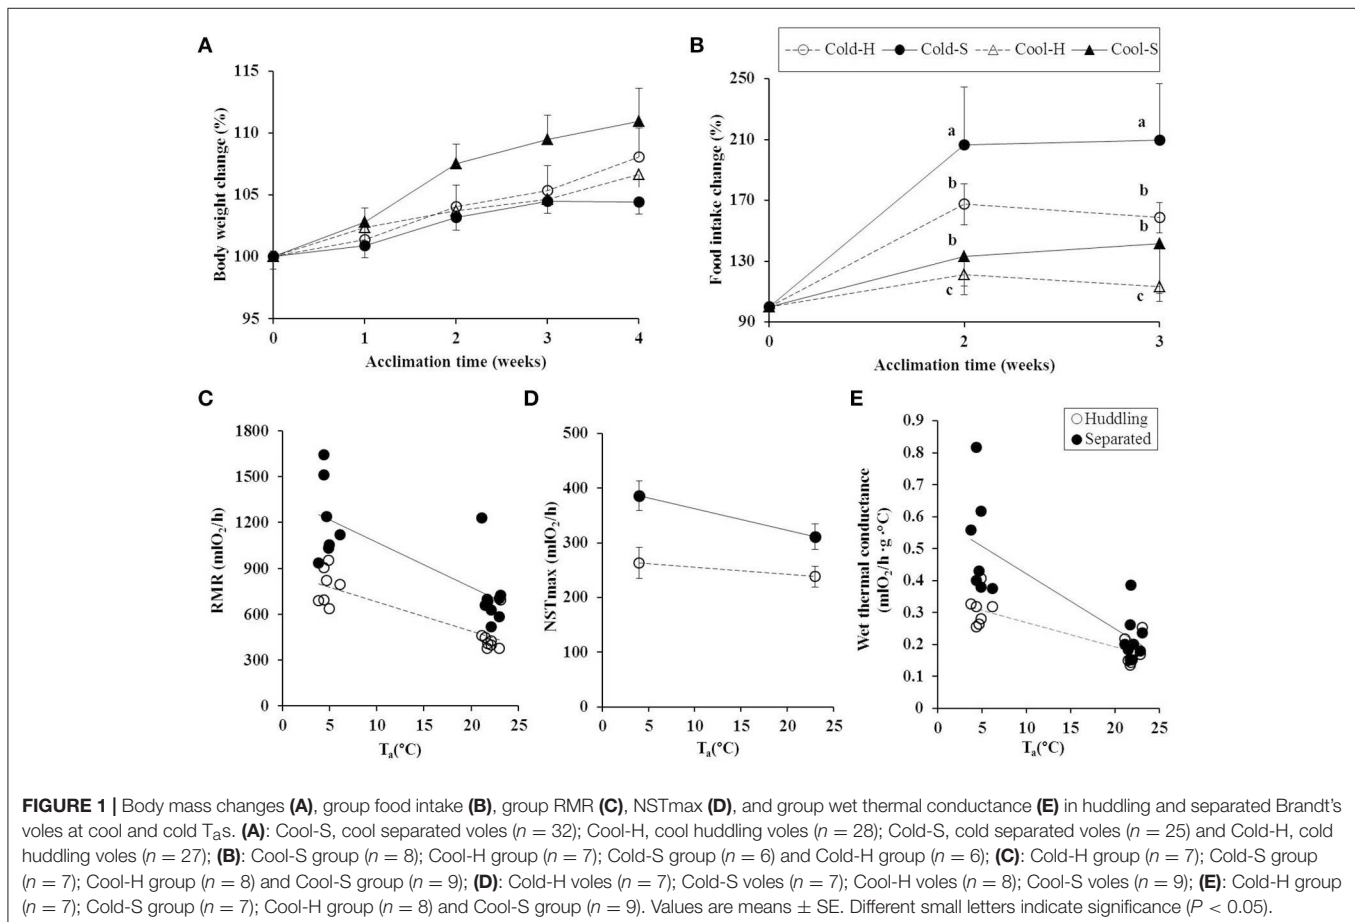 A
B
Cold-H Cold-S Cool-H Cool-S
Body weight change (%)
115
110
105
100
95
0 1 2 3 4
Acclimation time (weeks)
Food intake change (%)
250
210
170
130
90
a
a
b
b
b
b
c
c
0 2 3
Acclimation time (weeks)
C
D
E
RMR (mlO₂/h)
1800
1500
1200
900
600
300
0
0 5 10 15 20 25
Tₐ(°C)
NSTmax (mlO₂/h)
500
400
300
200
100
0
0 5 10 15 20 25
Tₐ(°C)
Huddling
Separated
Wet thermal conductance
(mlO₂/h·g·°C)
0.9
0.8
0.7
0.6
0.5
0.4
0.3
0.2
0.1
0
0 5 10 15 20 25
Tₐ(°C)
FIGURE 1 | Body mass changes (A), group food intake (B), group RMR (C), NSTmax (D), and group wet thermal conductance (E) in huddling and separated Brandt's
voles at cool and cold Tₐs. (A): Cool-S, cool separated voles (n = 32); Cool-H, cool huddling voles (n = 28); Cold-S, cold separated voles (n = 25) and Cold-H, cold
huddling voles (n = 27); (B): Cool-S group (n = 8); Cool-H group (n = 7); Cold-S group (n = 6) and Cold-H group (n = 6); (C): Cold-H group (n = 7); Cold-S group
(n = 7); Cool-H group (n = 8) and Cool-S group (n = 9); (D): Cold-H voles (n = 7); Cold-S voles (n = 7); Cool-H voles (n = 8); Cool-S voles (n = 9); (E): Cold-H group
(n = 7); Cold-S group (n = 7); Cool-H group (n = 8) and Cool-S group (n = 9). Values are means ± SE. Different small letters indicate significance (P < 0.05).